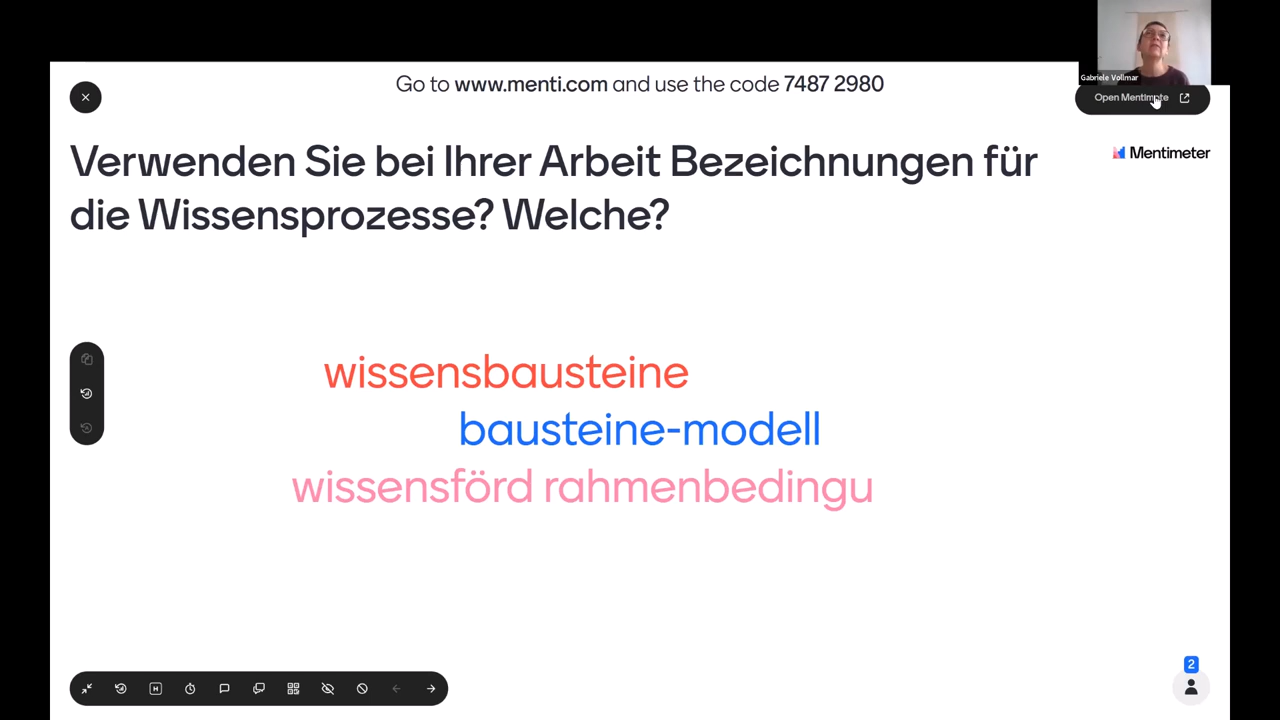 Go to www.menti.com and use the code 7487 2980
Gabriele Vollmar
Open Mentimete
Verwenden Sie bei Ihrer Arbeit Bezeichnungen für
die Wissensprozesse? Welche?
Mentimeter
wissensbausteine
bausteine-modell
wissensförd rahmenbedingu
H
2